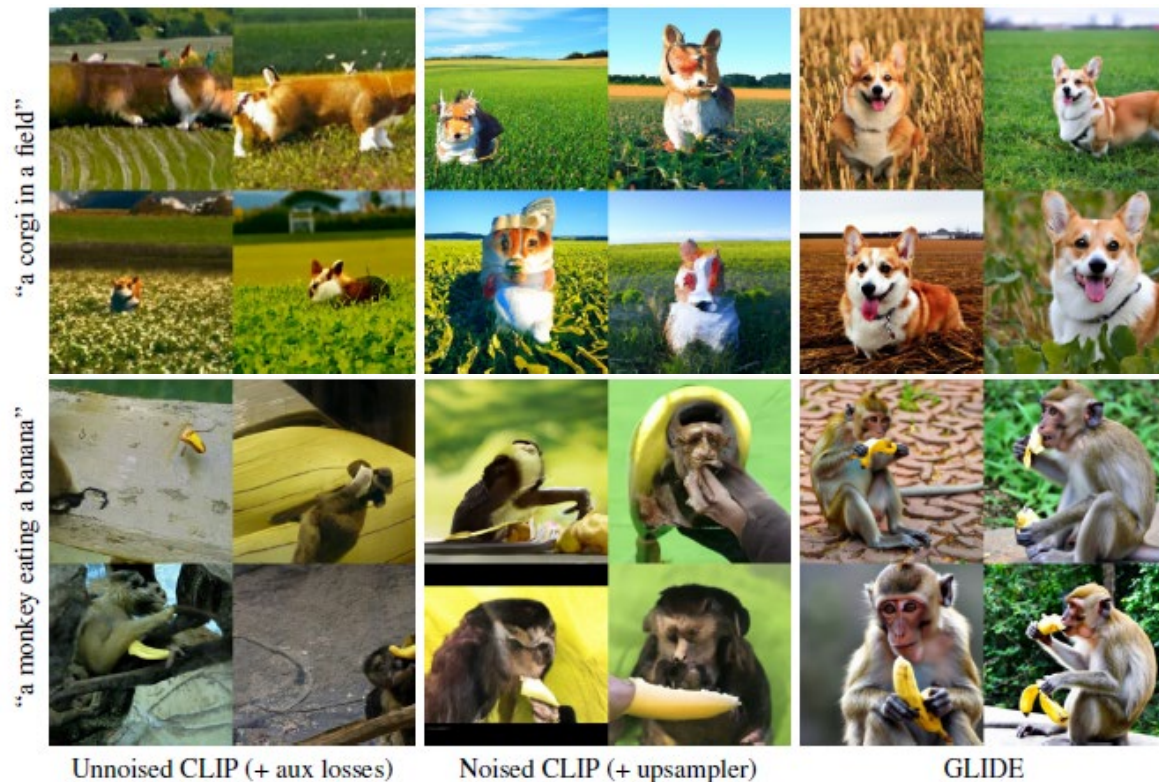 “a corgi in a field”
“a monkey eating a banana”
Unnoised CLIP (+ aux losses)
Noised CLIP (+ upsampler)
GLIDE